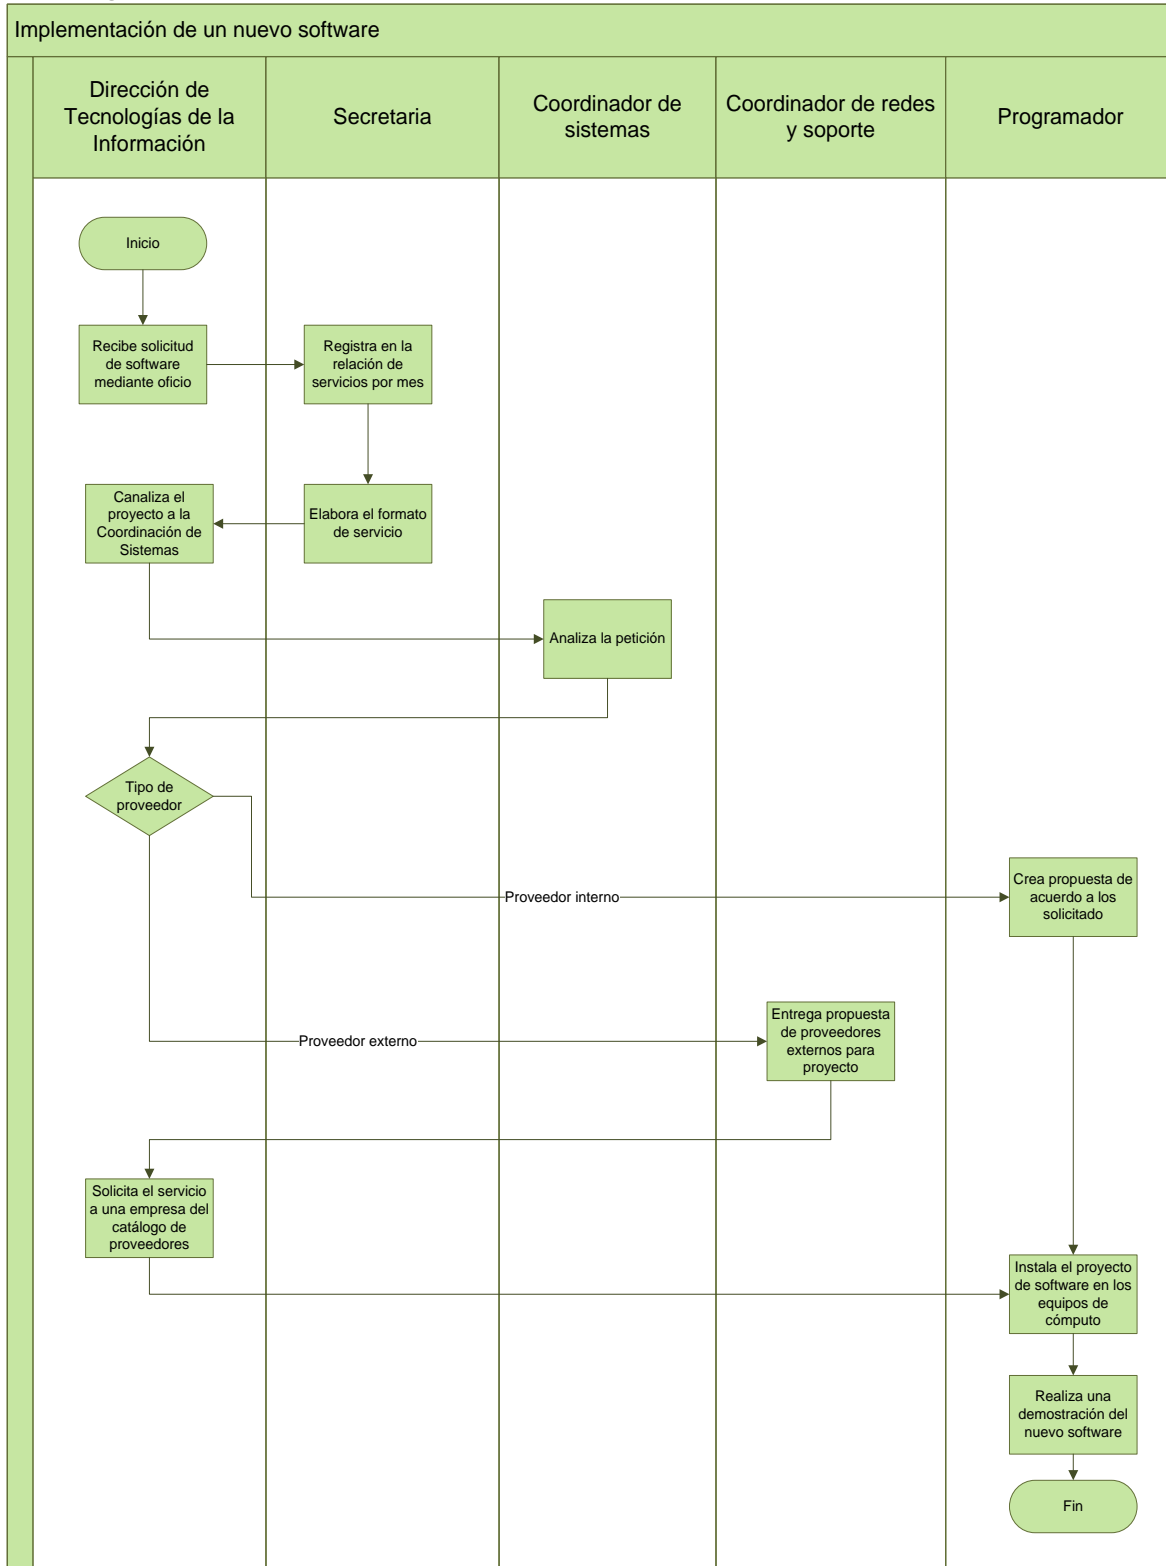 Implementación de un nuevo software
Dirección de
Tecnologías de la
Información
Secretaria
Coordinador de
sistemas
Coordinador de redes
y soporte
Programador
Inicio
Recibe solicitud
de software
mediante oficio
Registra en la
relación de
servicios por mes
Canaliza el
proyecto a la
Coordinación de
Sistemas
Elabora el formato
de servicio
Analiza la petición
Tipo de
proveedor
Crea propuesta de
acuerdo a los
solicitado
Proveedor interno
Entrega propuesta
de proveedores
externos para
proyecto
Proveedor externo
Solicita el servicio
a una empresa del
catálogo de
proveedores
Instala el proyecto
de software en los
equipos de
cómputo
Realiza una
demostración del
nuevo software
Fin